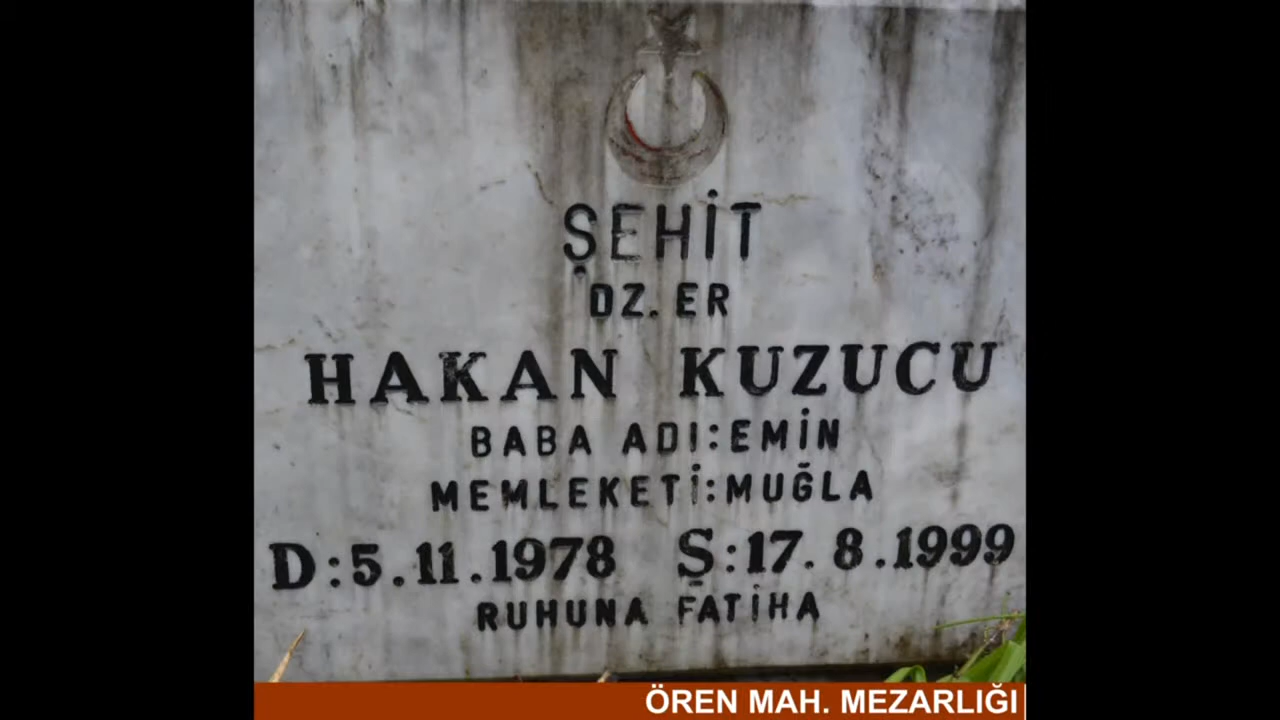 ŞEHİT
DZ. ER
HAKAN KUZUCU
BABA ADI:EMİN
MEMLEKETİ:MUĞLA
D:5.11.1978 Ş:17.8.1999
RUHUNA FATİHA
ÖREN MAH. MEZARLIĞI